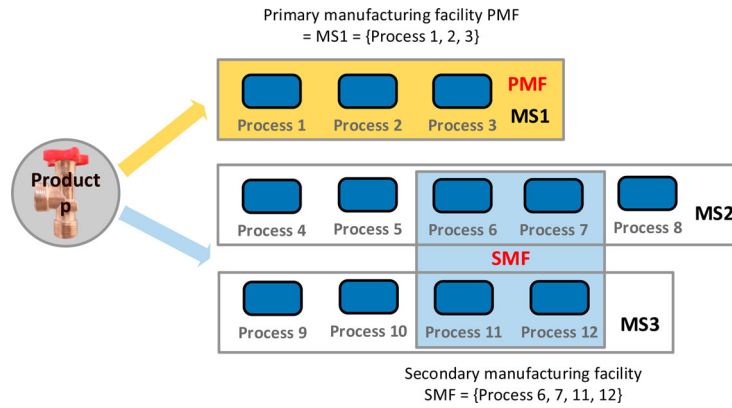 Primary manufacturing facility PMF
= MS1 = {Process 1, 2, 3}
PMF
MS1
Process 1 Process 2 Process 3
Product
p
Process 4 Process 5 Process 6 Process 7 Process 8
MS2
SMF
Process 9 Process 10 Process 11 Process 12
MS3
Secondary manufacturing facility
SMF = {Process 6, 7, 11, 12}